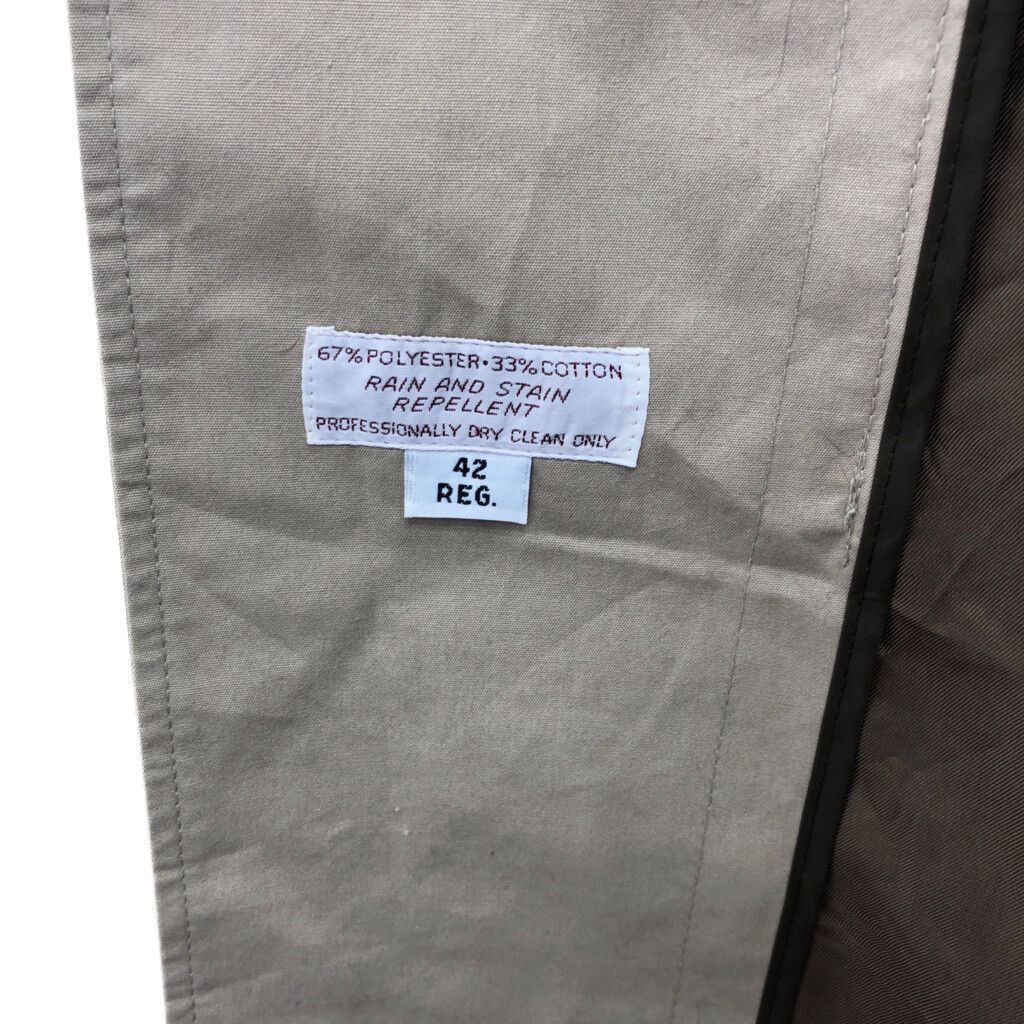 67% POLYESTER • 33% COTTON
RAIN AND STAIN
REPELLENT
PROFESSIONALLY DRY CLEAN ONLY
42
REG.